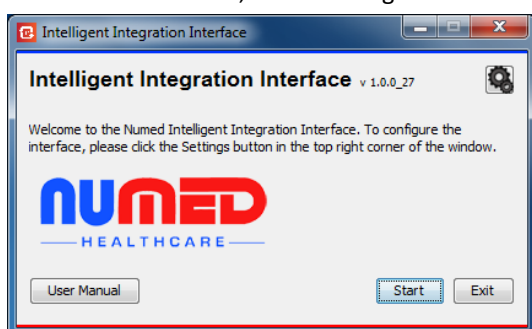 Intelligent Integration Interface
Intelligent Integration Interface v 1.0.0_27
Welcome to the Numed Intelligent Integration Interface. To configure the
interface, please click the Settings button in the top right corner of the window.
NUMED
HEALTHCARE
User Manual
Start
Exit